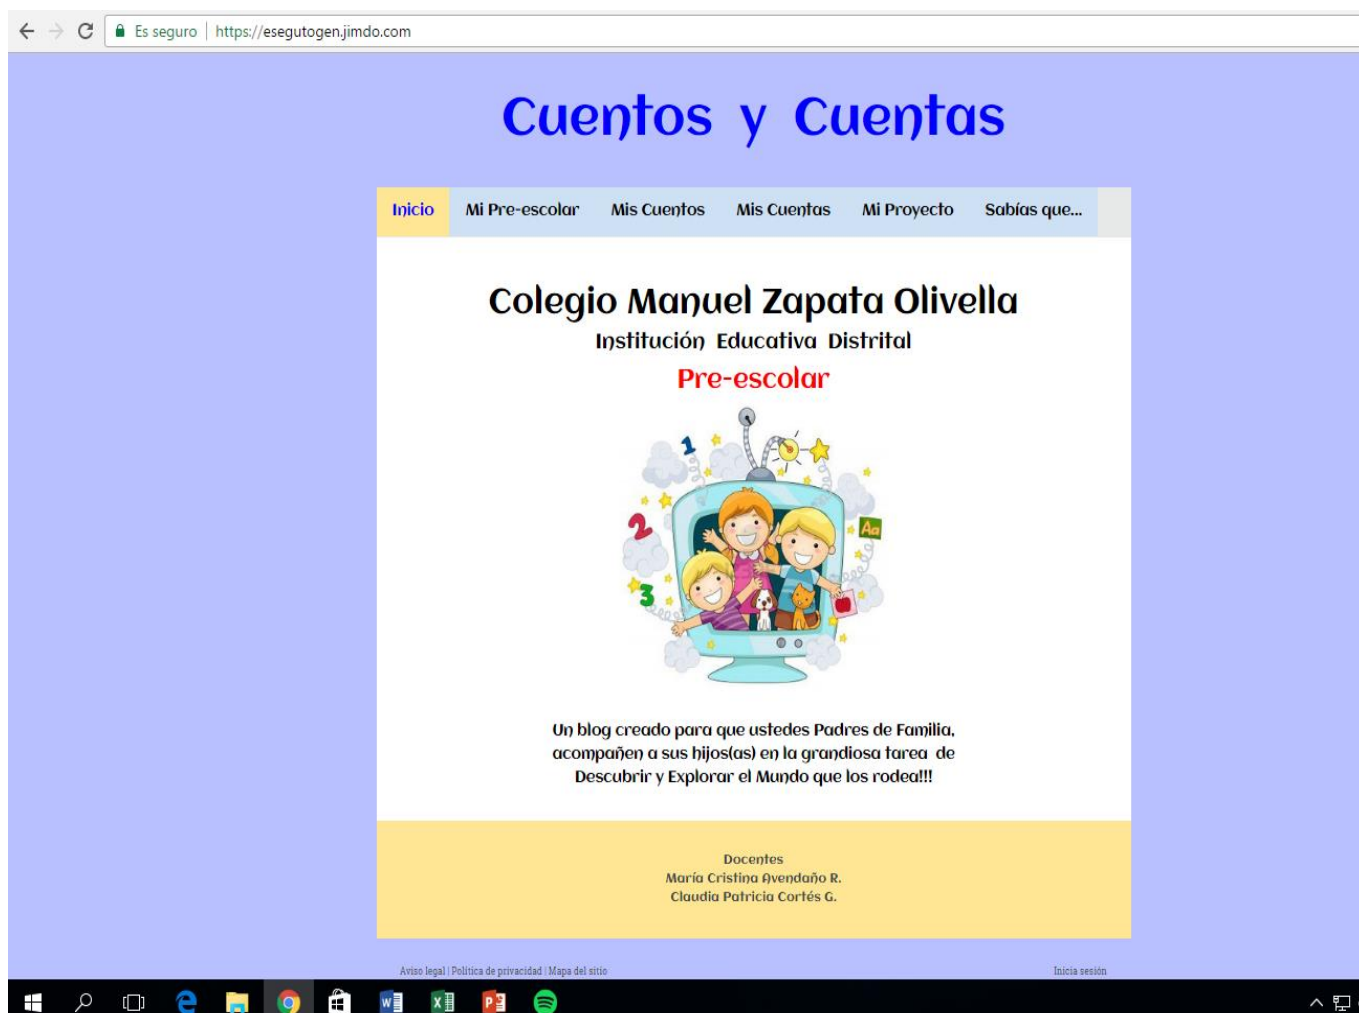 Es seguro | https://esegutogen.jimdo.com
Cuentos y Cuentas
Inicio Mi Pre-escolar Mis Cuentos Mis Cuentas Mi Proyecto Sabías que...
Colegio Manuel Zapata Olivella
Institución Educativa Distrital
Pre-escolar
1
2
Aa
3
Un blog creado para que ustedes Padres de Familia,
acompañen a sus hijos(as) en la grandiosa tarea de
Descubrir y Explorar el Mundo que los rodea!!!
Docentes
María Cristina Avendaño R.
Claudia Patricia Cortés G.
Aviso legal | Política de privacidad | Mapa del sitio
Inicia sesión